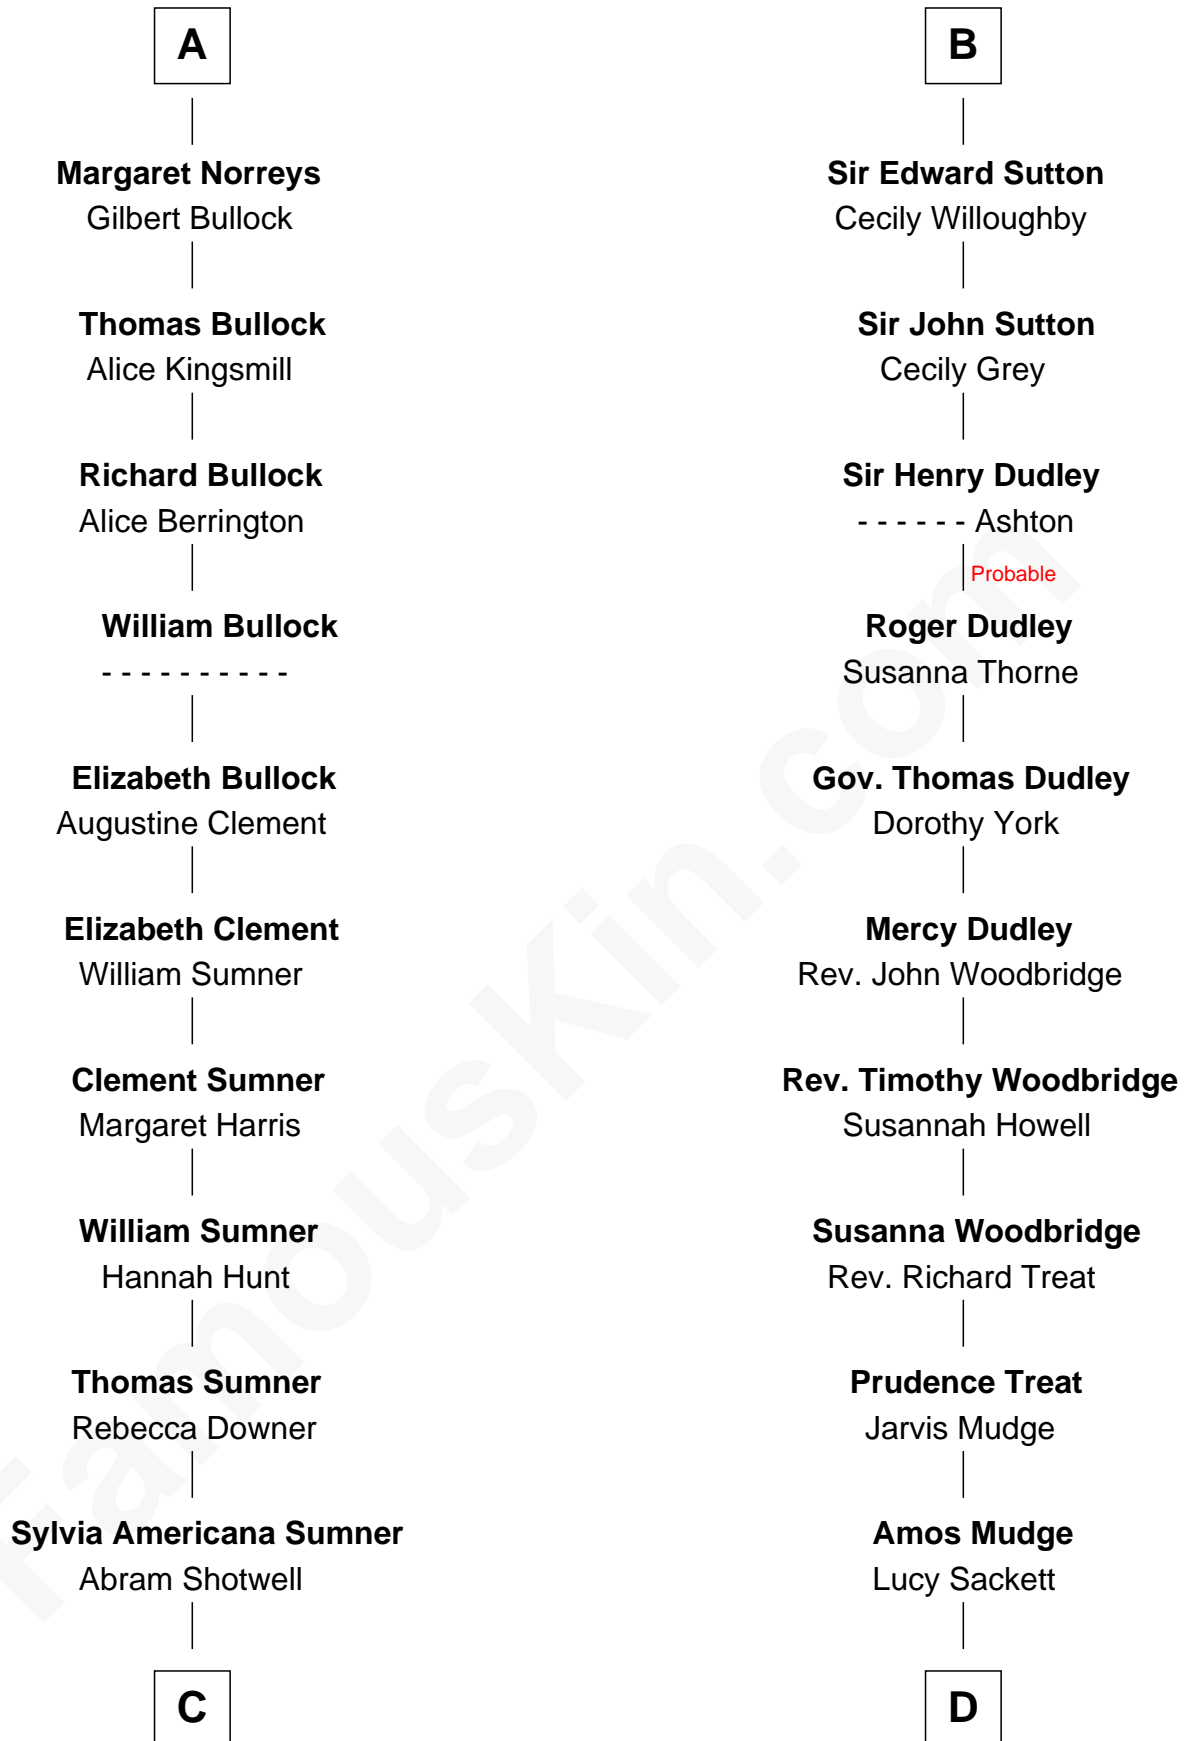 A
Margaret Norreys
Gilbert Bullock
Thomas Bullock
Alice Kingsmill
Richard Bullock
Alice Berrington
William Bullock
- - - - - - - - - -
Elizabeth Bullock
Augustine Clement
Elizabeth Clement
William Sumner
Clement Sumner
Margaret Harris
William Sumner
Hannah Hunt
Thomas Sumner
Rebecca Downer
Sylvia Americana Sumner
Abram Shotwell
C
B
Sir Edward Sutton
Cecily Willoughby
Sir John Sutton
Cecily Grey
Sir Henry Dudley
- - - - - - Ashton
Probable
Roger Dudley
Susanna Thorne
Gov. Thomas Dudley
Dorothy York
Mercy Dudley
Rev. John Woodbridge
Rev. Timothy Woodbridge
Susannah Howell
Susanna Woodbridge
Rev. Richard Treat
Prudence Treat
Jarvis Mudge
Amos Mudge
Lucy Sackett
D
FamousKin.com